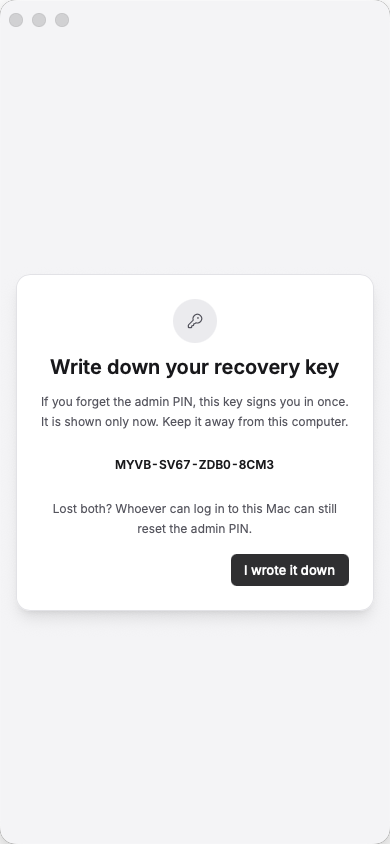 Write down your recovery key
If you forget the admin PIN, this key signs you in once.
It is shown only now. Keep it away from this computer.
MYVB-SV67-ZDB0-8CM3
Lost both? Whoever can log in to this Mac can still
reset the admin PIN.
I wrote it down